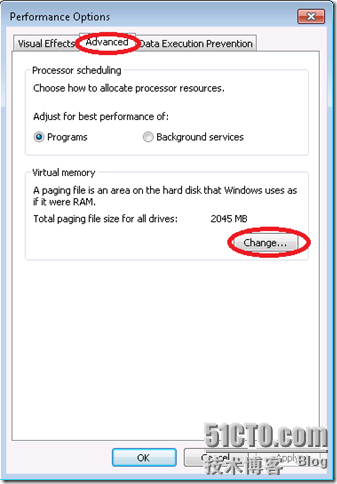 Performance Options
Visual Effects Advanced Data Execution Prevention
Processor scheduling
Choose how to allocate processor resources.
Adjust for best performance of:
Programs Background services
Virtual memory
A paging file is an area on the hard disk that Windows uses as
if it were RAM.
Total paging file size for all drives: 2045 MB
Change...
51CTO.com
OK Cancel Apply
技术博客 Blog